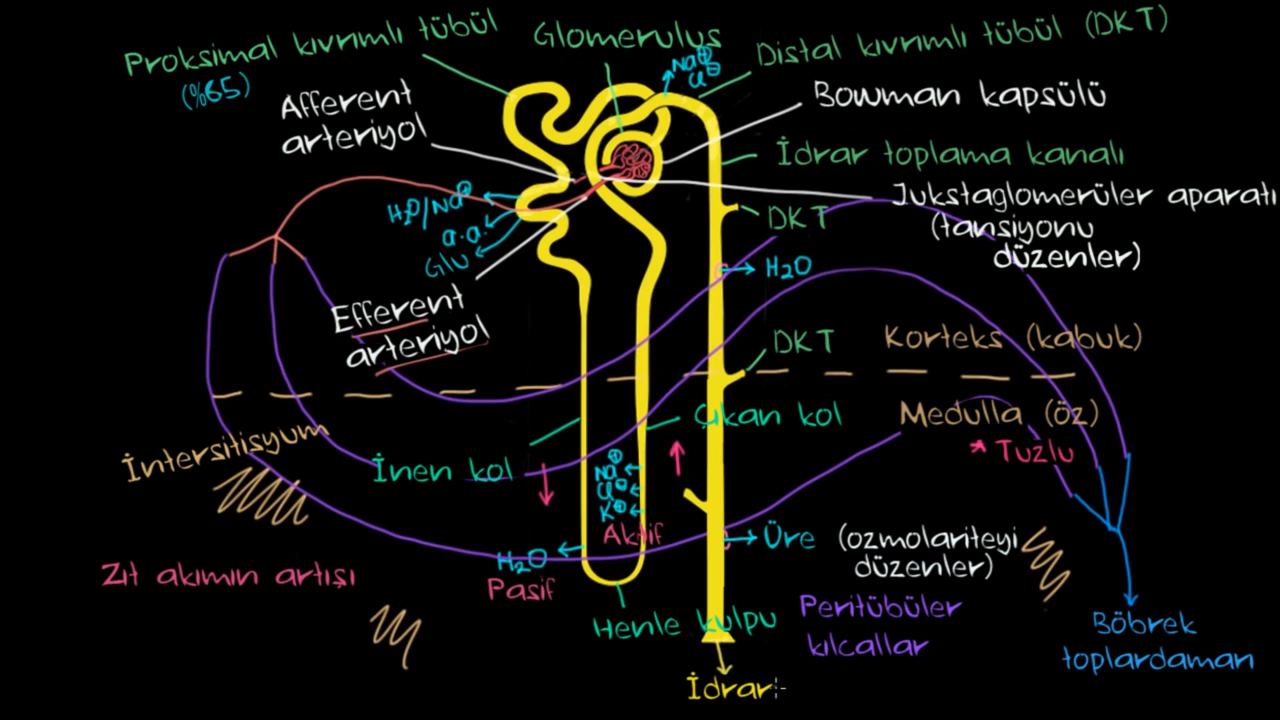 Proksimal kıvrımlı tübül
(%65)
Glomerulus
Na⊕
Cl⊖
Distal kıvrımlı tübül (DKT)
Afferent
arteriyol
Bowman kapsülü
İdrar toplama kanalı
Jukstaglomerüler aparatı
(tansiyonu
düzenler)
H₂O/Na⊕
a.a.
Glu
DKT
H₂O
Efferent
arteriyol
DKT
Korteks (kabuk)
Çıkan kol
Medulla (öz)
* Tuzlu
İntersitisyum
İnen kol
Na⊕
Cl⊖
K⊕
Aktif
H₂O
Pasif
Üre (ozmolariteyi
düzenler)
Zıt akımın artışı
Henle kulpu
Peritübüler
kılcallar
Böbrek
toplardamarı
İdrar